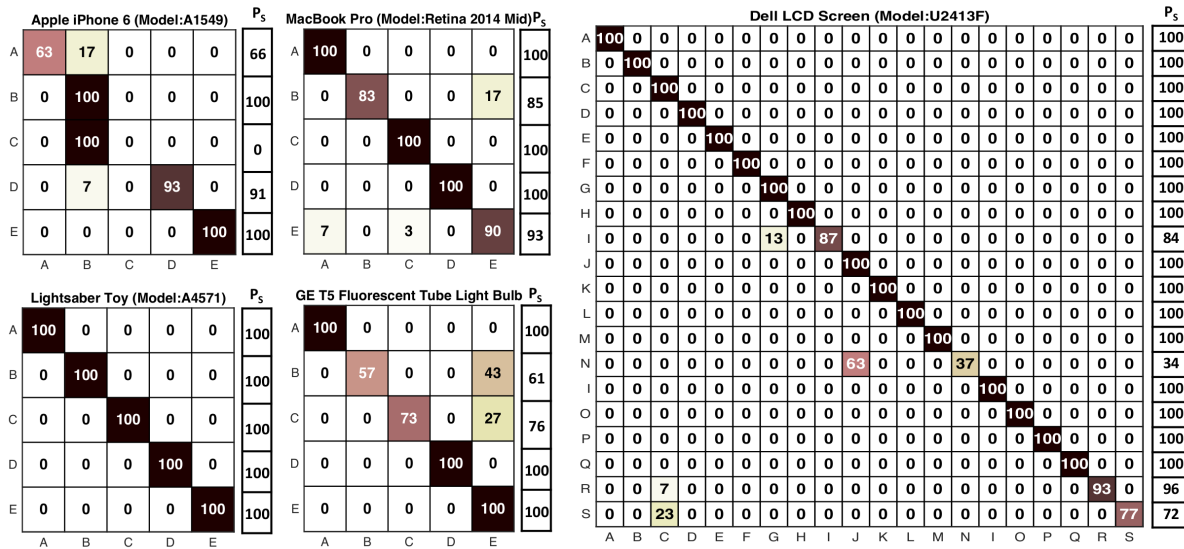 Apple iPhone 6 (Model:A1549) PS
A 63 17 0 0 0 66
B 0 100 0 0 0 100
C 0 100 0 0 0 0
D 0 7 0 93 0 91
E 0 0 0 0 100 100
A B C D E
MacBook Pro (Model:Retina 2014 Mid) PS
A 100 0 0 0 0 100
B 0 83 0 0 17 85
C 0 0 100 0 0 100
D 0 0 0 100 0 100
E 7 0 3 0 90 93
A B C D E
Lightsaber Toy (Model:A4571) PS
A 100 0 0 0 0 100
B 0 100 0 0 0 100
C 0 0 100 0 0 100
D 0 0 0 100 0 100
E 0 0 0 0 100 100
A B C D E
GE T5 Fluorescent Tube Light Bulb PS
A 100 0 0 0 0 100
B 0 57 0 0 43 61
C 0 0 73 0 27 76
D 0 0 0 100 0 100
E 0 0 0 0 100 100
A B C D E
Dell LCD Screen (Model:U2413F) PS
A 100 0 0 0 0 0 0 0 0 0 0 0 0 0 0 0 0 0 0 0 100
B 0 100 0 0 0 0 0 0 0 0 0 0 0 0 0 0 0 0 0 0 100
C 0 0 100 0 0 0 0 0 0 0 0 0 0 0 0 0 0 0 0 0 100
D 0 0 0 100 0 0 0 0 0 0 0 0 0 0 0 0 0 0 0 0 100
E 0 0 0 0 100 0 0 0 0 0 0 0 0 0 0 0 0 0 0 0 100
F 0 0 0 0 0 100 0 0 0 0 0 0 0 0 0 0 0 0 0 0 100
G 0 0 0 0 0 0 100 0 0 0 0 0 0 0 0 0 0 0 0 0 100
H 0 0 0 0 0 0 0 100 0 0 0 0 0 0 0 0 0 0 0 0 100
I 0 0 0 0 0 0 13 0 87 0 0 0 0 0 0 0 0 0 0 0 84
J 0 0 0 0 0 0 0 0 0 100 0 0 0 0 0 0 0 0 0 0 100
K 0 0 0 0 0 0 0 0 0 0 100 0 0 0 0 0 0 0 0 0 100
L 0 0 0 0 0 0 0 0 0 0 0 100 0 0 0 0 0 0 0 0 100
M 0 0 0 0 0 0 0 0 0 0 0 0 100 0 0 0 0 0 0 0 100
N 0 0 0 0 0 0 0 0 0 63 0 0 0 37 0 0 0 0 0 0 34
I 0 0 0 0 0 0 0 0 0 0 0 0 0 0 100 0 0 0 0 0 100
O 0 0 0 0 0 0 0 0 0 0 0 0 0 0 0 100 0 0 0 0 100
P 0 0 0 0 0 0 0 0 0 0 0 0 0 0 0 0 100 0 0 0 100
Q 0 0 0 0 0 0 0 0 0 0 0 0 0 0 0 0 0 100 0 0 100
R 0 0 7 0 0 0 0 0 0 0 0 0 0 0 0 0 0 0 93 0 96
S 0 0 23 0 0 0 0 0 0 0 0 0 0 0 0 0 0 0 0 77 72
A B C D E F G H I J K L M N I O P Q R S